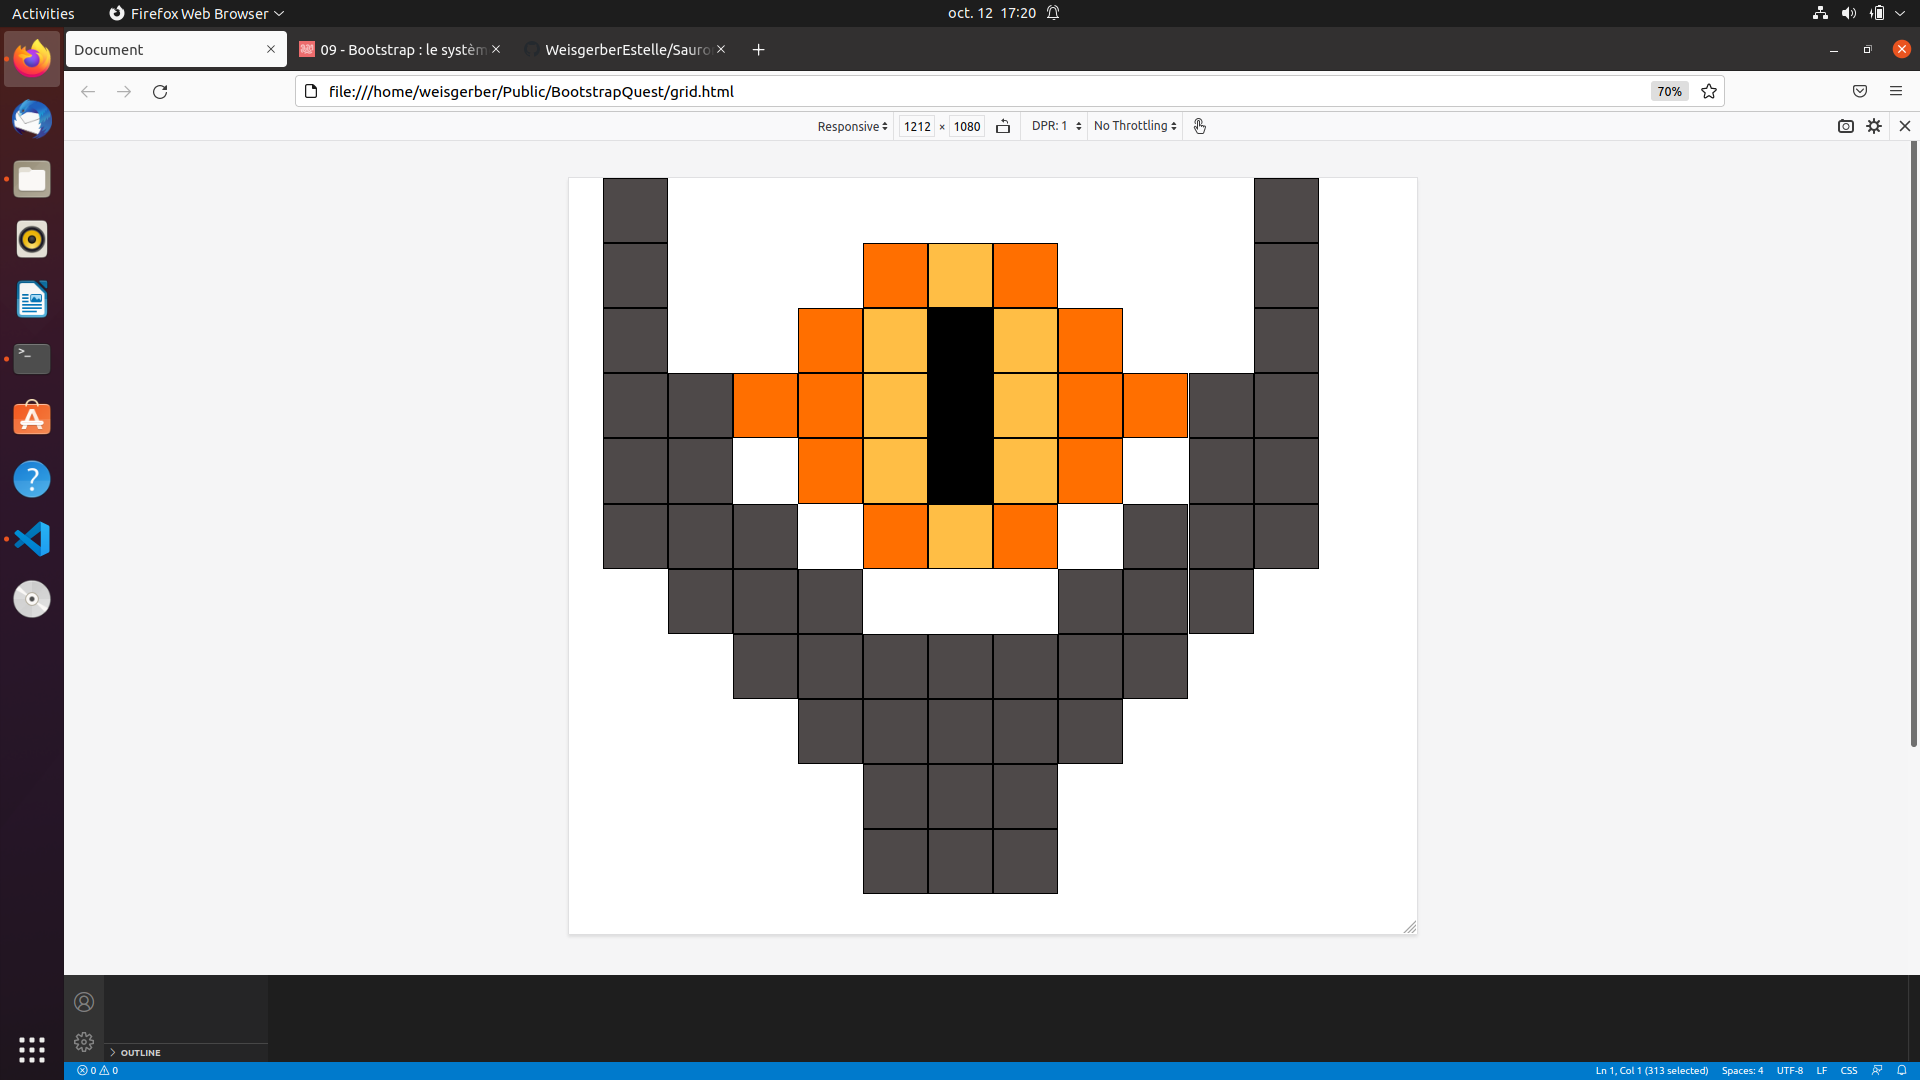 Activities
Firefox Web Browser
oct. 12 17:20
Document
09 - Bootstrap : le systèm
WeisgerberEstelle/Sauro
file:///home/weisgerber/Public/BootstrapQuest/grid.html
70%
Responsive
1212 × 1080
DPR: 1
No Throttling
>_
?
OUTLINE
0 0
Ln 1, Col 1 (313 selected)
Spaces: 4
UTF-8
LF
CSS